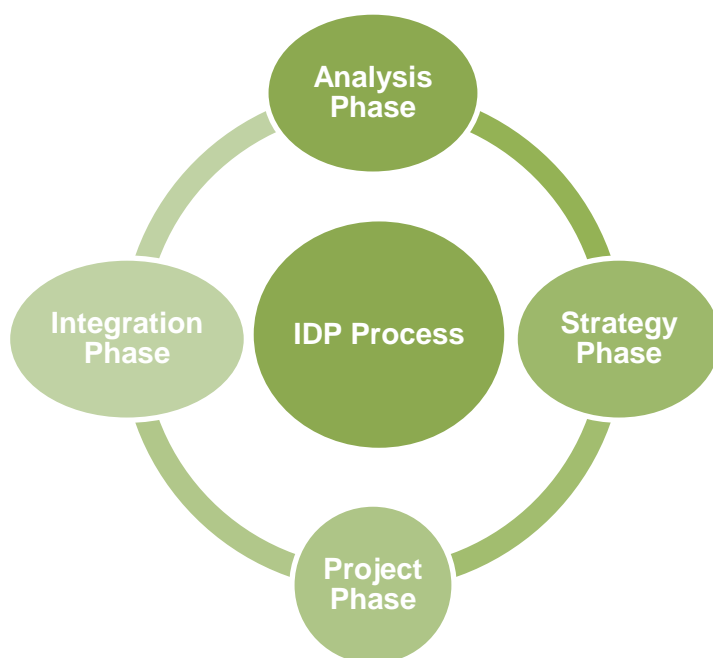 Analysis
Phase
Integration
Phase
IDP Process
Strategy
Phase
Project
Phase